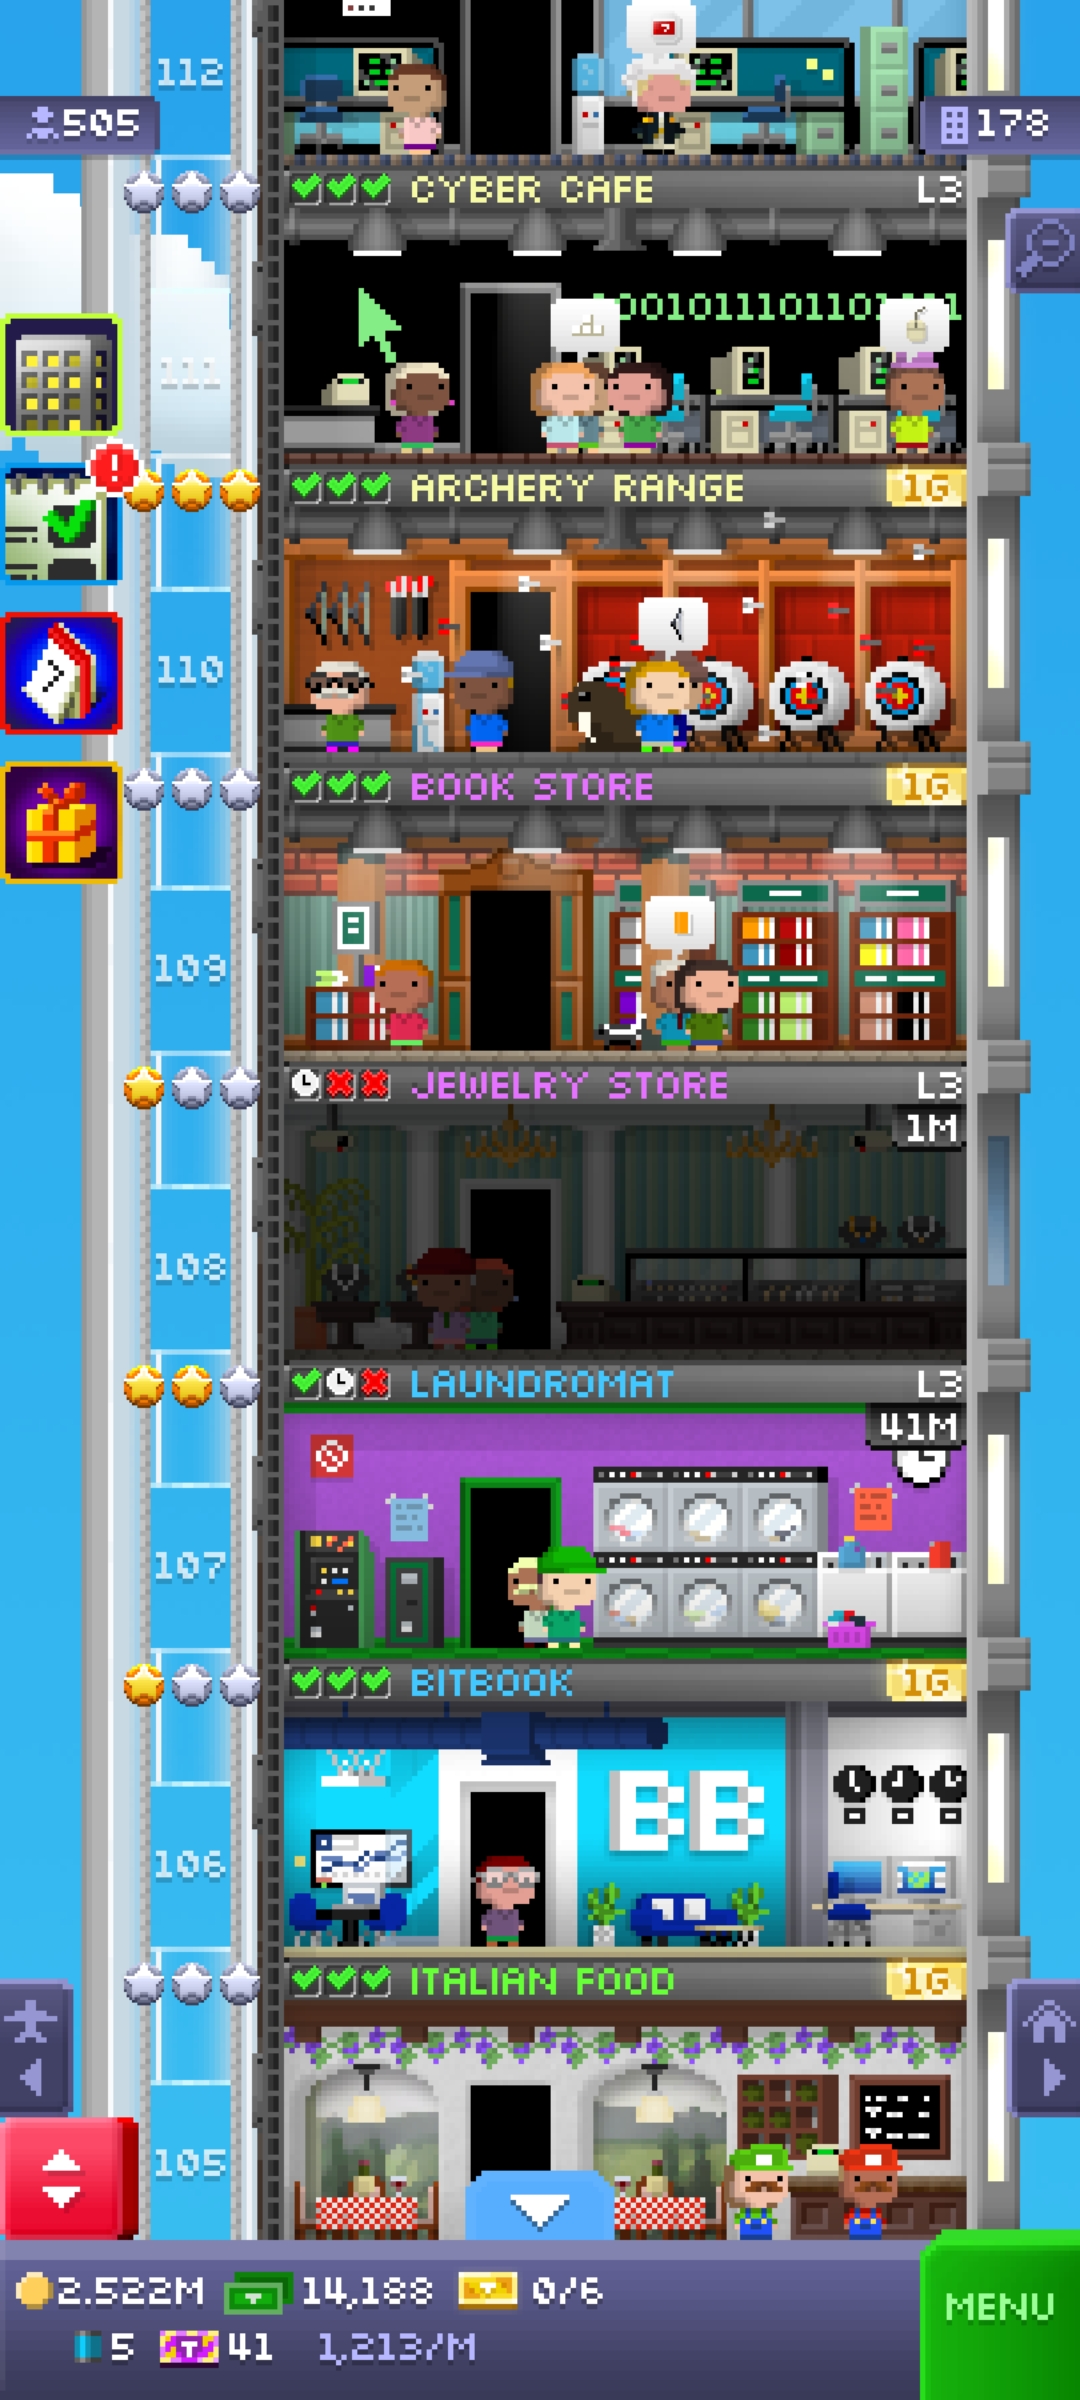 112
505
178
CYBER CAFE L3
0010111011011
111
ARCHERY RANGE 1G
110
BOOK STORE 1G
109
JEWELRY STORE L3
1M
108
LAUNDROMAT L3
41M
107
BITBOOK 1G
BB
106
ITALIAN FOOD 1G
105
2.522M 14,188 0/6
5 41 1,213/M
MENU